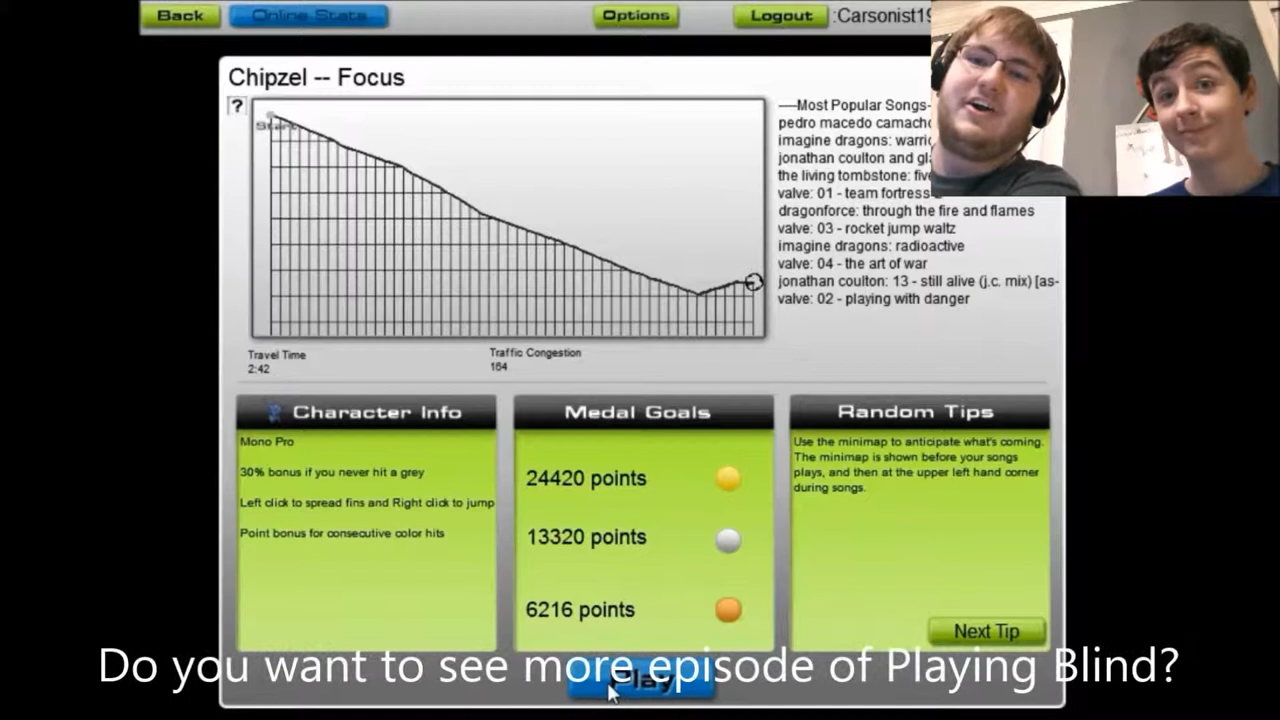 Back
Online Stats
Options
Logout
:Carsonist19
Chipzel -- Focus
?
Start
----Most Popular Songs-
pedro macedo camacho
imagine dragons: warrio
jonathan coulton and gl
the living tombstone: five
valve: 01 - team fortress 2
dragonforce: through the fire and flames
valve: 03 - rocket jump waltz
imagine dragons: radioactive
valve: 04 - the art of war
jonathan coulton: 13 - still alive (j.c. mix) [as-
valve: 02 - playing with danger
Travel Time
2:42
Traffic Congestion
164
Character Info
Mono Pro
30% bonus if you never hit a grey
Left click to spread fins and Right click to jump
Point bonus for consecutive color hits
Medal Goals
24420 points
13320 points
6216 points
Random Tips
Use the minimap to anticipate what's coming.
The minimap is shown before your songs
plays, and then at the upper left hand corner
during songs.
Next Tip
Do you want to see more episode of Playing Blind?
Play